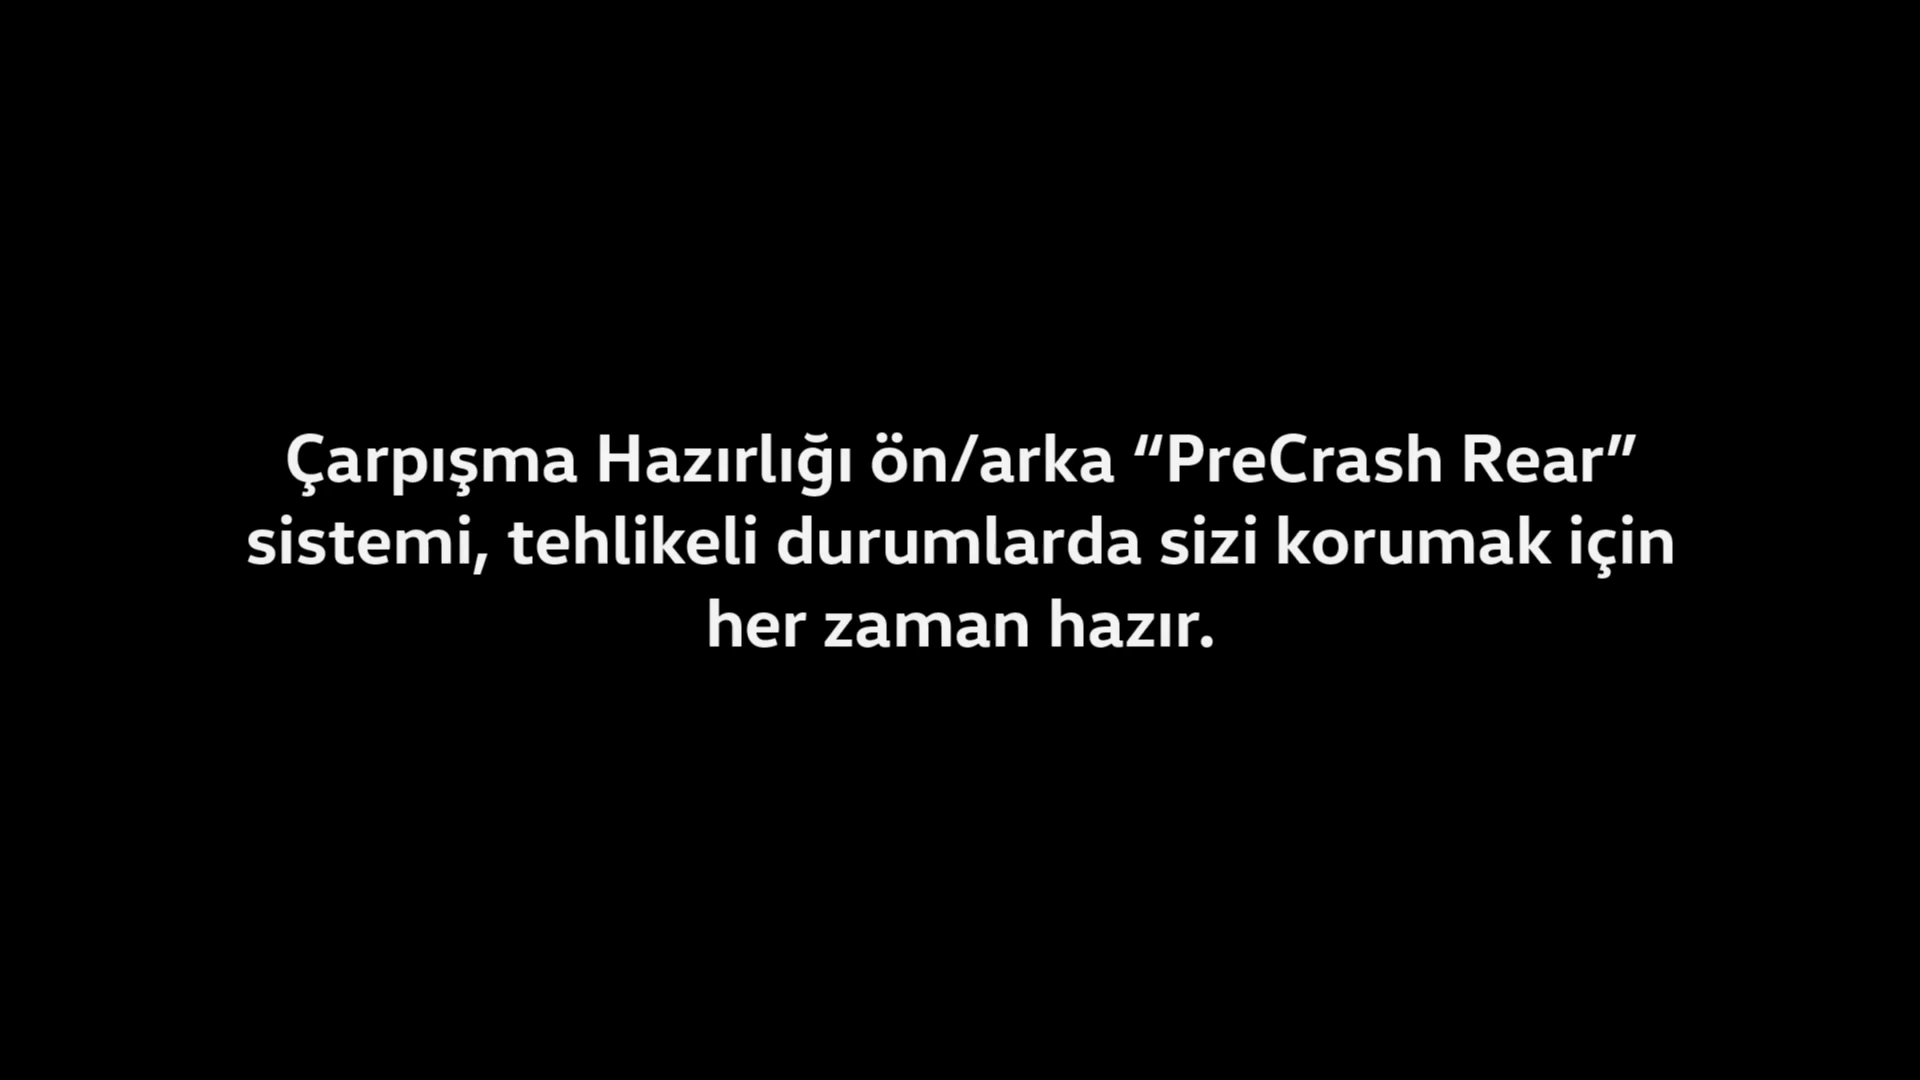 Çarpışma Hazırlığı ön/arka “PreCrash Rear”
sistemi, tehlikeli durumlarda sizi korumak için
her zaman hazır.